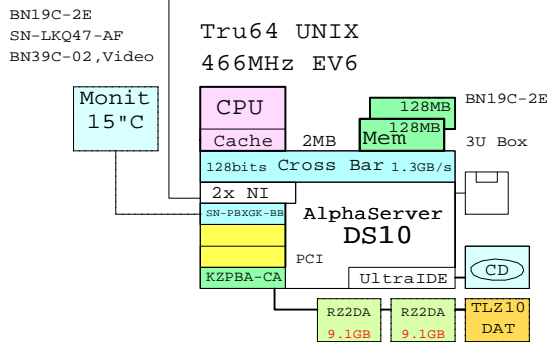 BN19C-2E
SN-LKQ47-AF
BN39C-02,Video
Tru64 UNIX
466MHz EV6
Monit
15"C
CPU
Cache
2MB
128MB
128MB
Mem
BN19C-2E
3U Box
128bits Cross Bar 1.3GB/s
2x NI
SN-PBXGK-BB
AlphaServer
DS10
PCI
KZPBA-CA
UltraIDE
CD
RZ2DA
9.1GB
RZ2DA
9.1GB
TLZ10
DAT